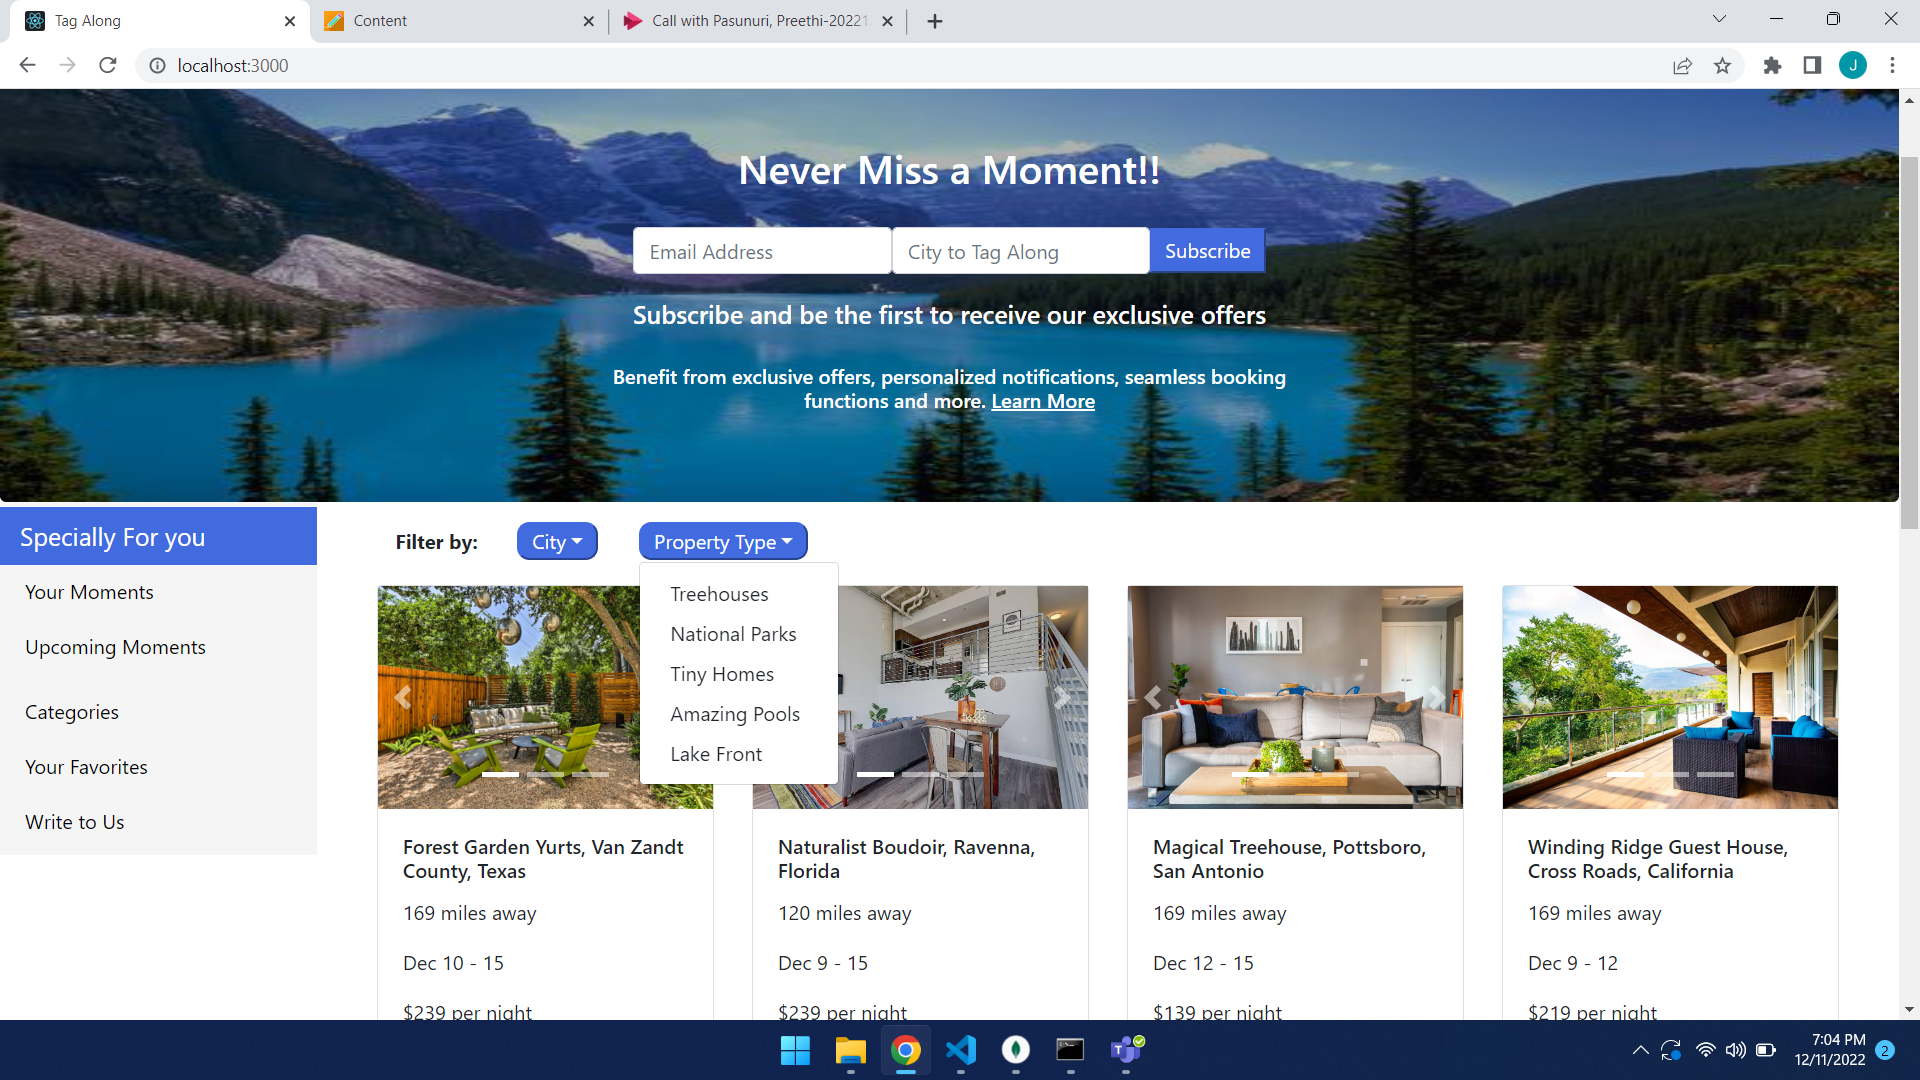 Tag Along
Content
Call with Pasunuri, Preethi-20221
localhost:3000
J
Never Miss a Moment!!
Email Address
City to Tag Along
Subscribe
Subscribe and be the first to receive our exclusive offers
Benefit from exclusive offers, personalized notifications, seamless booking
functions and more. Learn More
Specially For you
Your Moments
Upcoming Moments
Categories
Your Favorites
Write to Us
Filter by:
City
Property Type
Treehouses
National Parks
Tiny Homes
Amazing Pools
Lake Front
Forest Garden Yurts, Van Zandt
County, Texas
169 miles away
Dec 10 - 15
$239 per night
Naturalist Boudoir, Ravenna,
Florida
120 miles away
Dec 9 - 15
$239 per night
Magical Treehouse, Pottsboro,
San Antonio
169 miles away
Dec 12 - 15
$139 per night
Winding Ridge Guest House,
Cross Roads, California
169 miles away
Dec 9 - 12
$219 per night
7:04 PM
12/11/2022
2